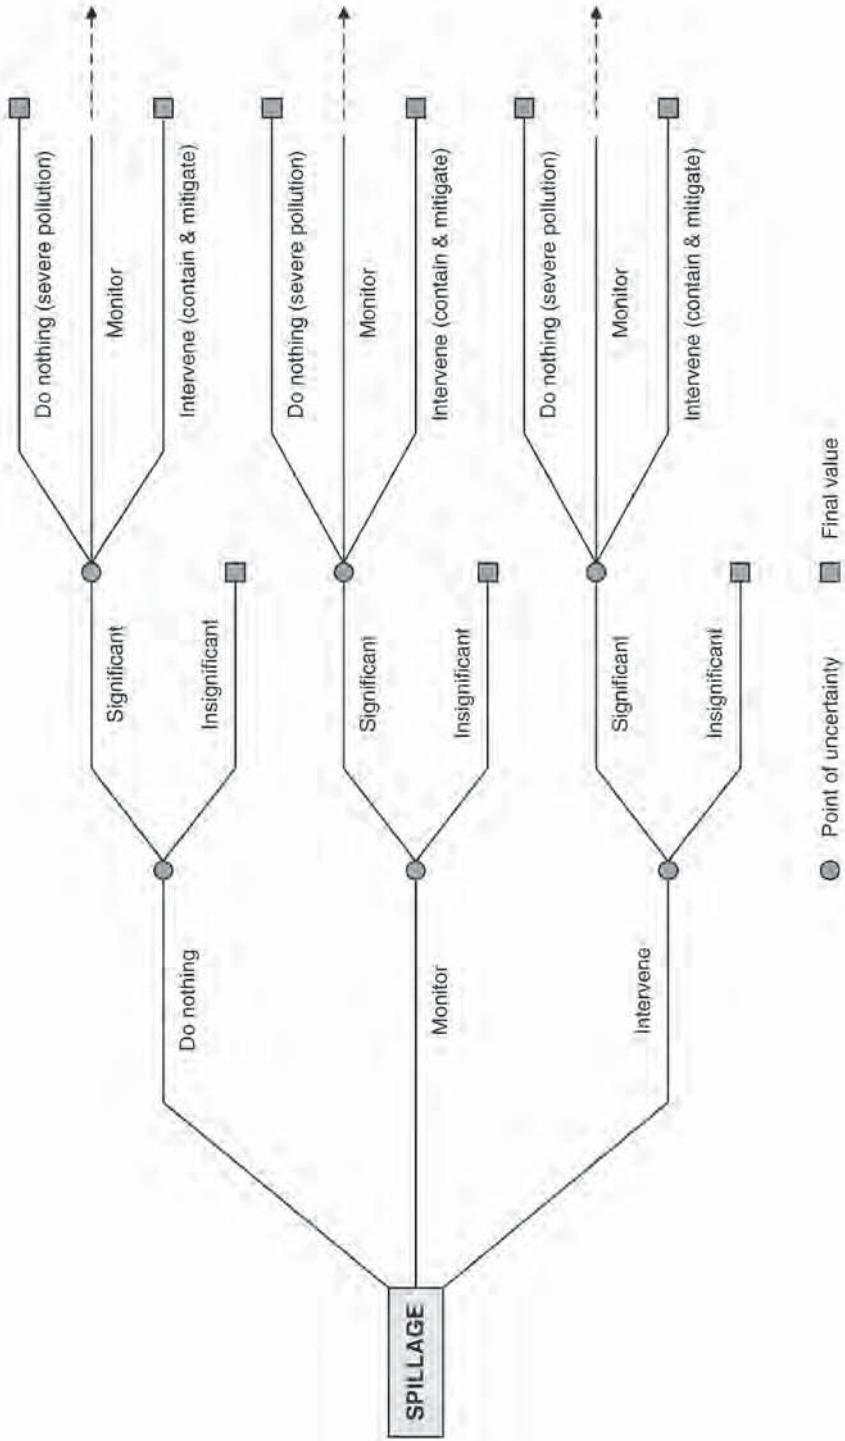 SPILLAGE
Do nothing
Monitor
Intervene
Significant
Insignificant
Significant
Insignificant
Significant
Insignificant
Do nothing (severe pollution)
Monitor
Intervene (contain & mitigate)
Do nothing (severe pollution)
Monitor
Intervene (contain & mitigate)
Do nothing (severe pollution)
Monitor
Intervene (contain & mitigate)
Point of uncertainty
Final value